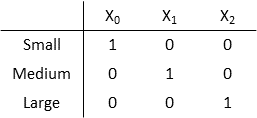 X₀ X₁ X₂
Small 1 0 0
Medium 0 1 0
Large 0 0 1